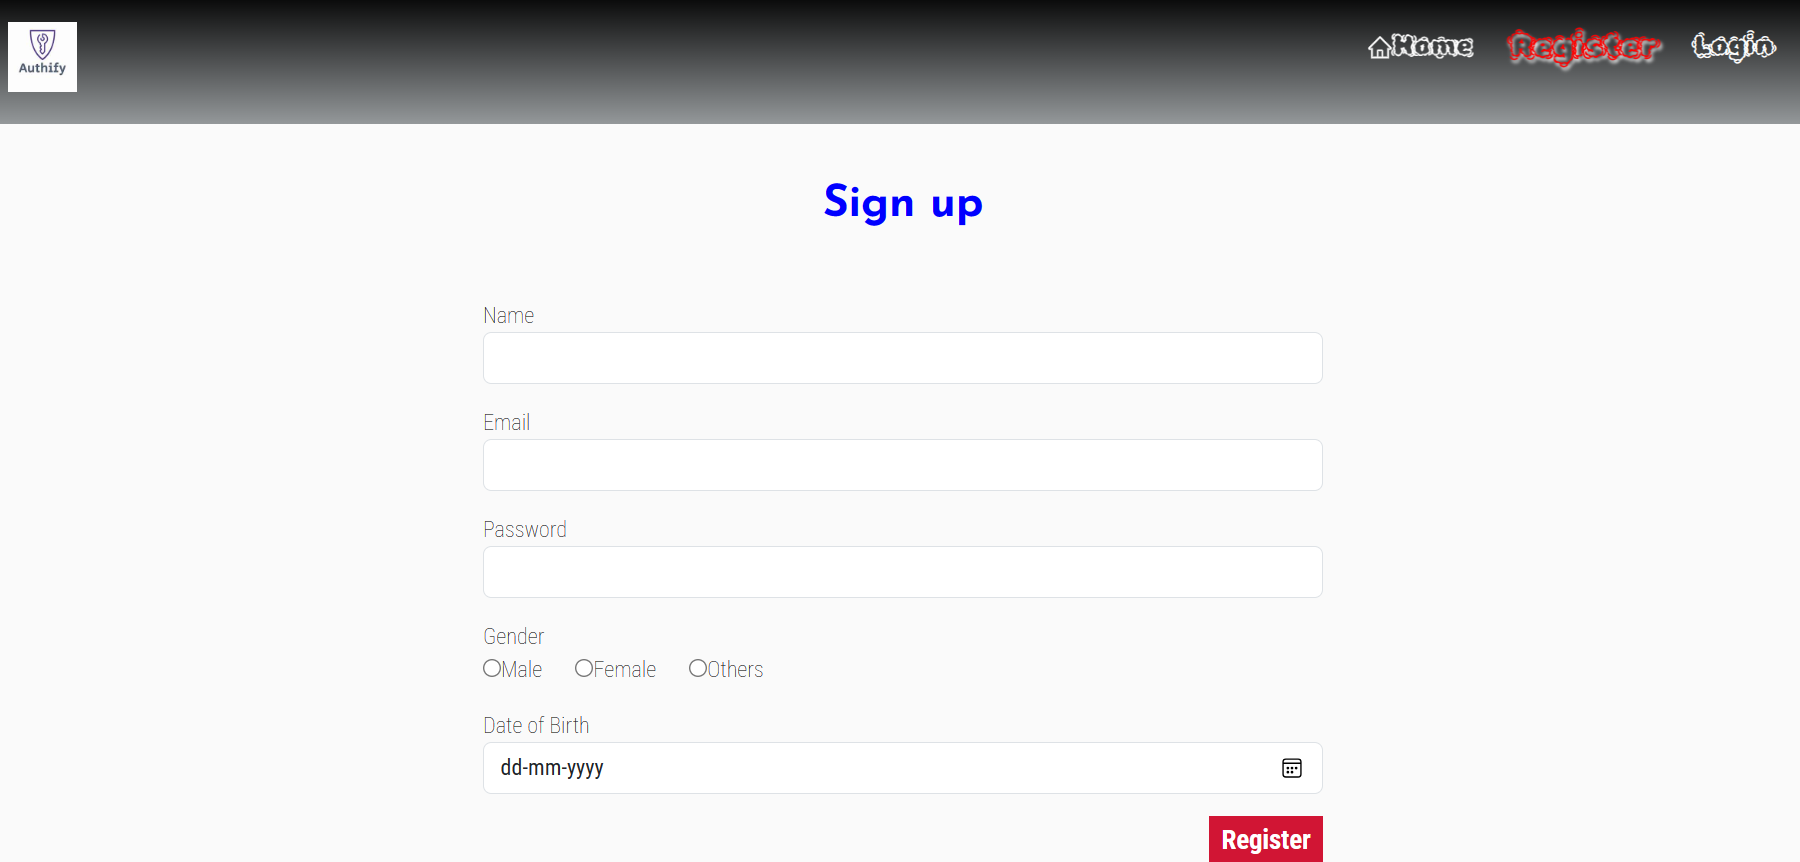 Authify
Home Register Login
Sign up
Name
Email
Password
Gender
Male Female Others
Date of Birth
dd-mm-yyyy
Register